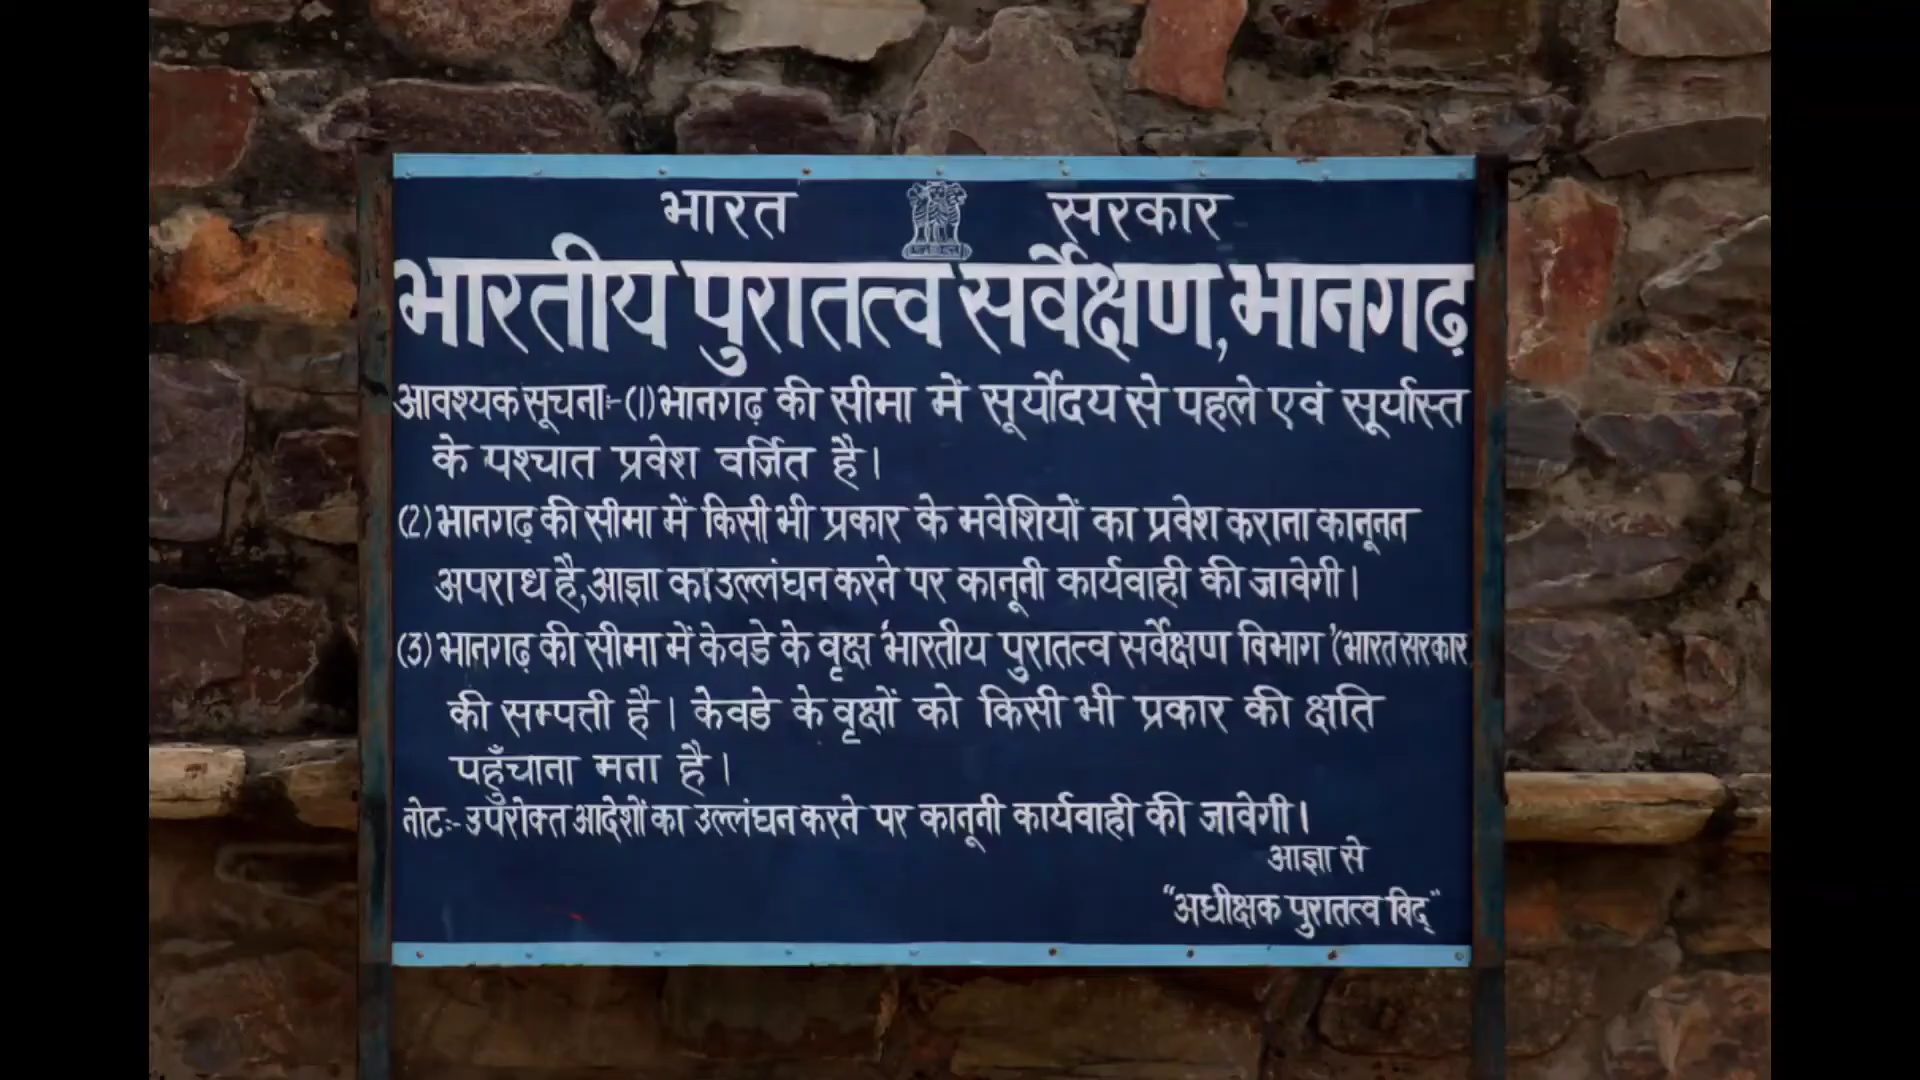 भारत सरकार
भारतीय पुरातत्व सर्वेक्षण, भानगढ़
आवश्यक सूचनाः-(1) भानगढ़ की सीमा में सूर्योदय से पहले एवं सूर्यास्त
के पश्चात प्रवेश वर्जित है।
(2) भानगढ़ की सीमा में किसी भी प्रकार के मवेशियों का प्रवेश कराना कानूनन
अपराध है, आज्ञा का उल्लंघन करने पर कानूनी कार्यवाही की जावेगी।
(3) भानगढ़ की सीमा में केवडे के वृक्ष 'भारतीय पुरातत्व सर्वेक्षण विभाग '(भारत सरकार
की सम्पत्ती है। केवडे के वृक्षों को किसी भी प्रकार की क्षति
पहुँचाना मना है।
नोटः- उपरोक्त आदेशों का उल्लंघन करने पर कानूनी कार्यवाही की जावेगी।
आज्ञा से
"अधीक्षक पुरातत्व विद्"